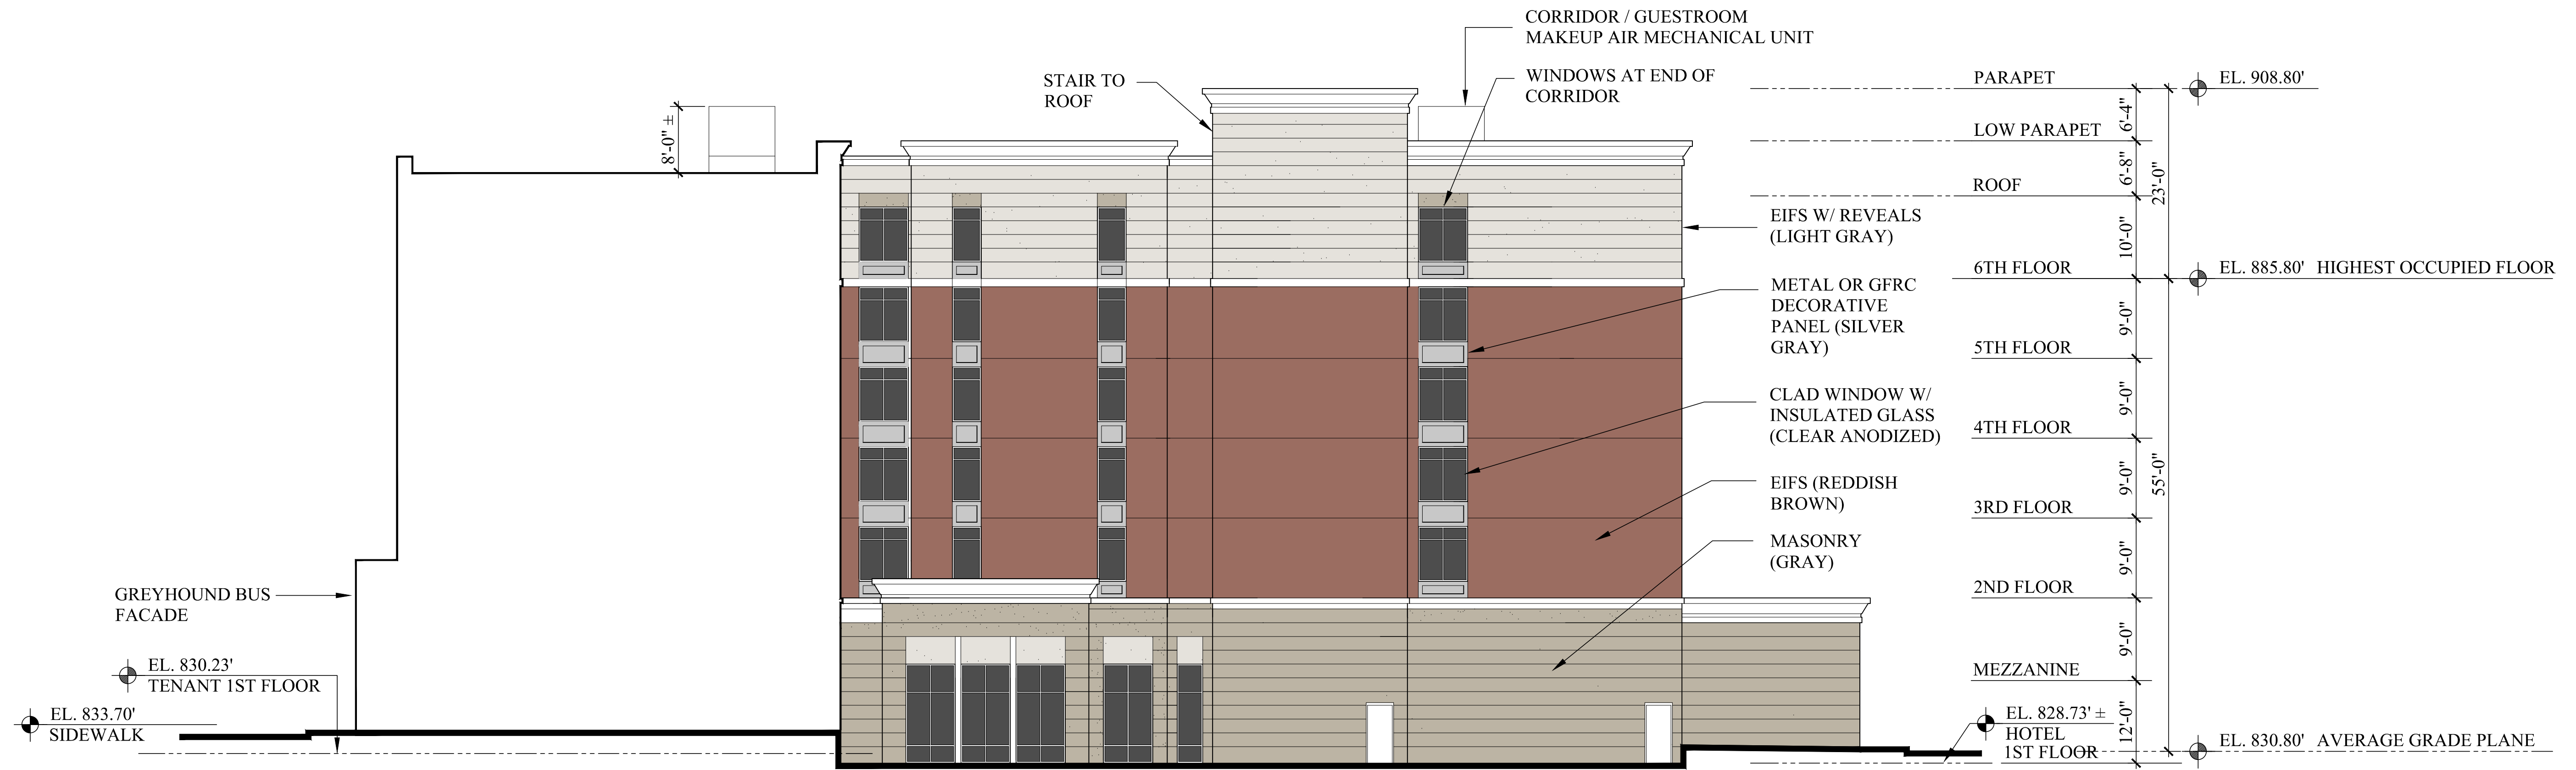 CORRIDOR / GUESTROOM
MAKEUP AIR MECHANICAL UNIT
STAIR TO
ROOF
WINDOWS AT END OF
CORRIDOR
8'-0" ±
EIFS W/ REVEALS
(LIGHT GRAY)
METAL OR GFRC
DECORATIVE
PANEL (SILVER
GRAY)
CLAD WINDOW W/
INSULATED GLASS
(CLEAR ANODIZED)
EIFS (REDDISH
BROWN)
MASONRY
(GRAY)
GREYHOUND BUS
FACADE
EL. 830.23'
TENANT 1ST FLOOR
EL. 833.70'
SIDEWALK
PARAPET
LOW PARAPET
ROOF
6TH FLOOR
5TH FLOOR
4TH FLOOR
3RD FLOOR
2ND FLOOR
MEZZANINE
EL. 828.73' ±
HOTEL
1ST FLOOR
6'-4"
6'-8"
10'-0"
9'-0"
9'-0"
9'-0"
9'-0"
9'-0"
12'-0"
23'-0"
55'-0"
EL. 908.80'
EL. 885.80' HIGHEST OCCUPIED FLOOR
EL. 830.80' AVERAGE GRADE PLANE